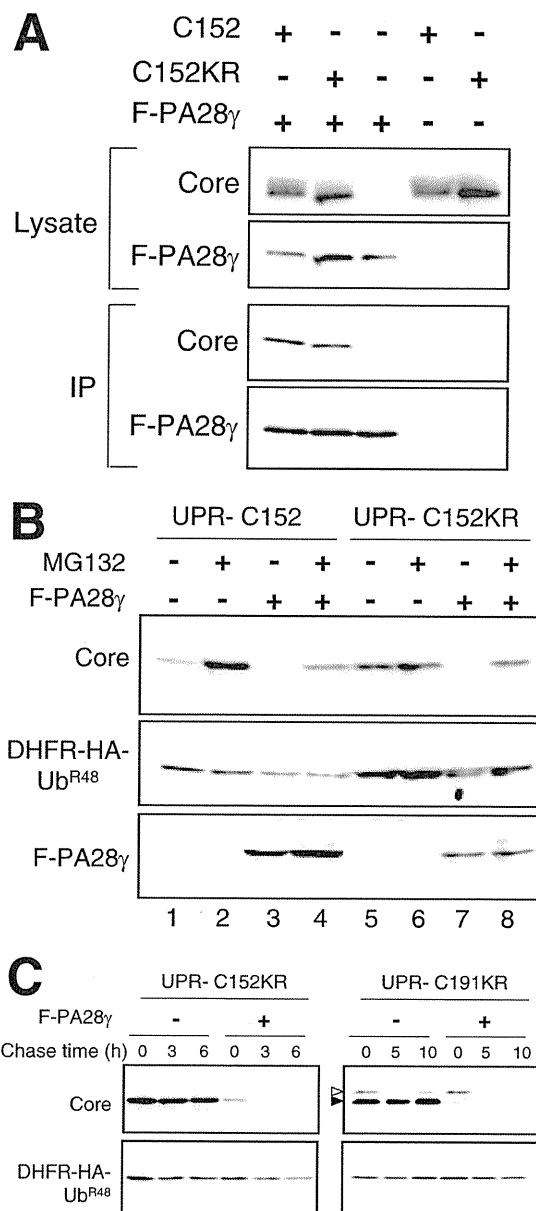 A
C152 + - - + -
C152KR - + - - +
F-PA28γ + + + - -
Lysate
Core
F-PA28γ
IP
Core
F-PA28γ
B
UPR- C152 UPR- C152KR
MG132 - + - + - + - +
F-PA28γ - - + + - - + +
Core
DHFR-HA-
Ub^R48
F-PA28γ
1 2 3 4 5 6 7 8
C
UPR- C152KR UPR- C191KR
F-PA28γ - + - +
Chase time (h) 0 3 6 0 3 6 0 5 10 0 5 10
Core
DHFR-HA-
Ub^R48